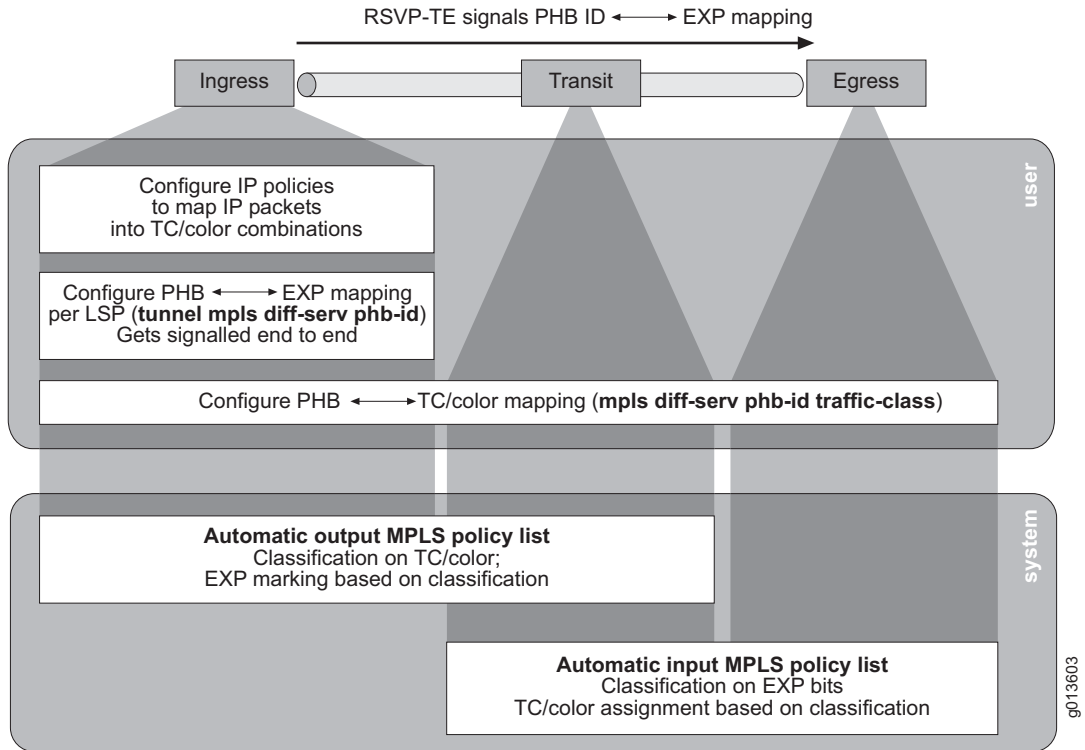 RSVP-TE signals PHB ID ←→ EXP mapping
Ingress
Transit
Egress
user
Configure IP policies
to map IP packets
into TC/color combinations
Configure PHB ←→ EXP mapping
per LSP (tunnel mpls diff-serv phb-id)
Gets signalled end to end
Configure PHB ←→ TC/color mapping (mpls diff-serv phb-id traffic-class)
system
Automatic output MPLS policy list
Classification on TC/color;
EXP marking based on classification
Automatic input MPLS policy list
Classification on EXP bits
TC/color assignment based on classification
g013603